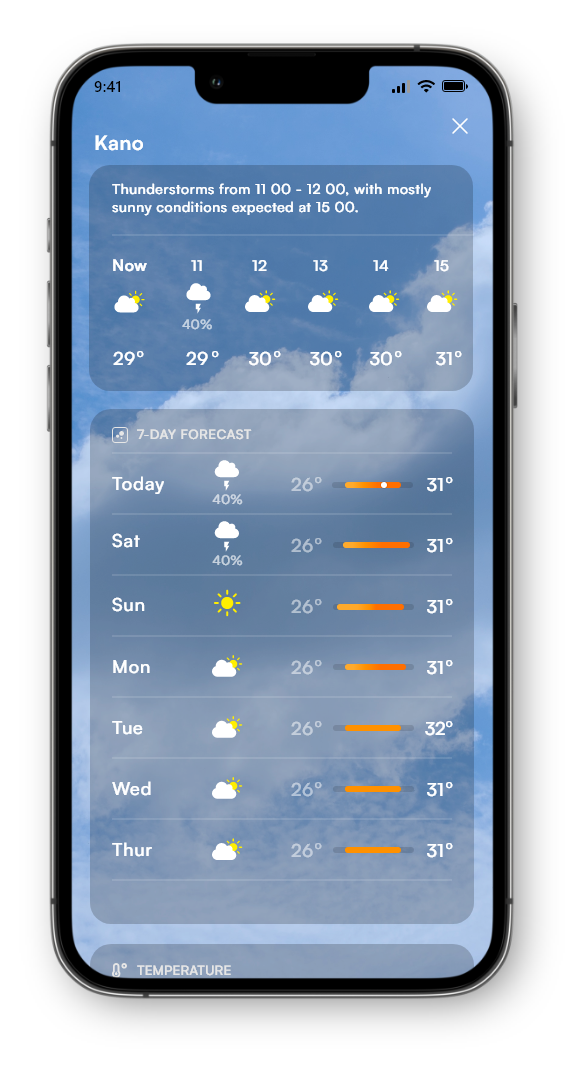 9:41
Kano
Thunderstorms from 11 00 - 12 00, with mostly
sunny conditions expected at 15 00.
Now 11 12 13 14 15
40%
29° 29° 30° 30° 30° 31°
7-DAY FORECAST
Today 40% 26° 31°
Sat 40% 26° 31°
Sun 26° 31°
Mon 26° 31°
Tue 26° 32°
Wed 26° 31°
Thur 26° 31°
TEMPERATURE